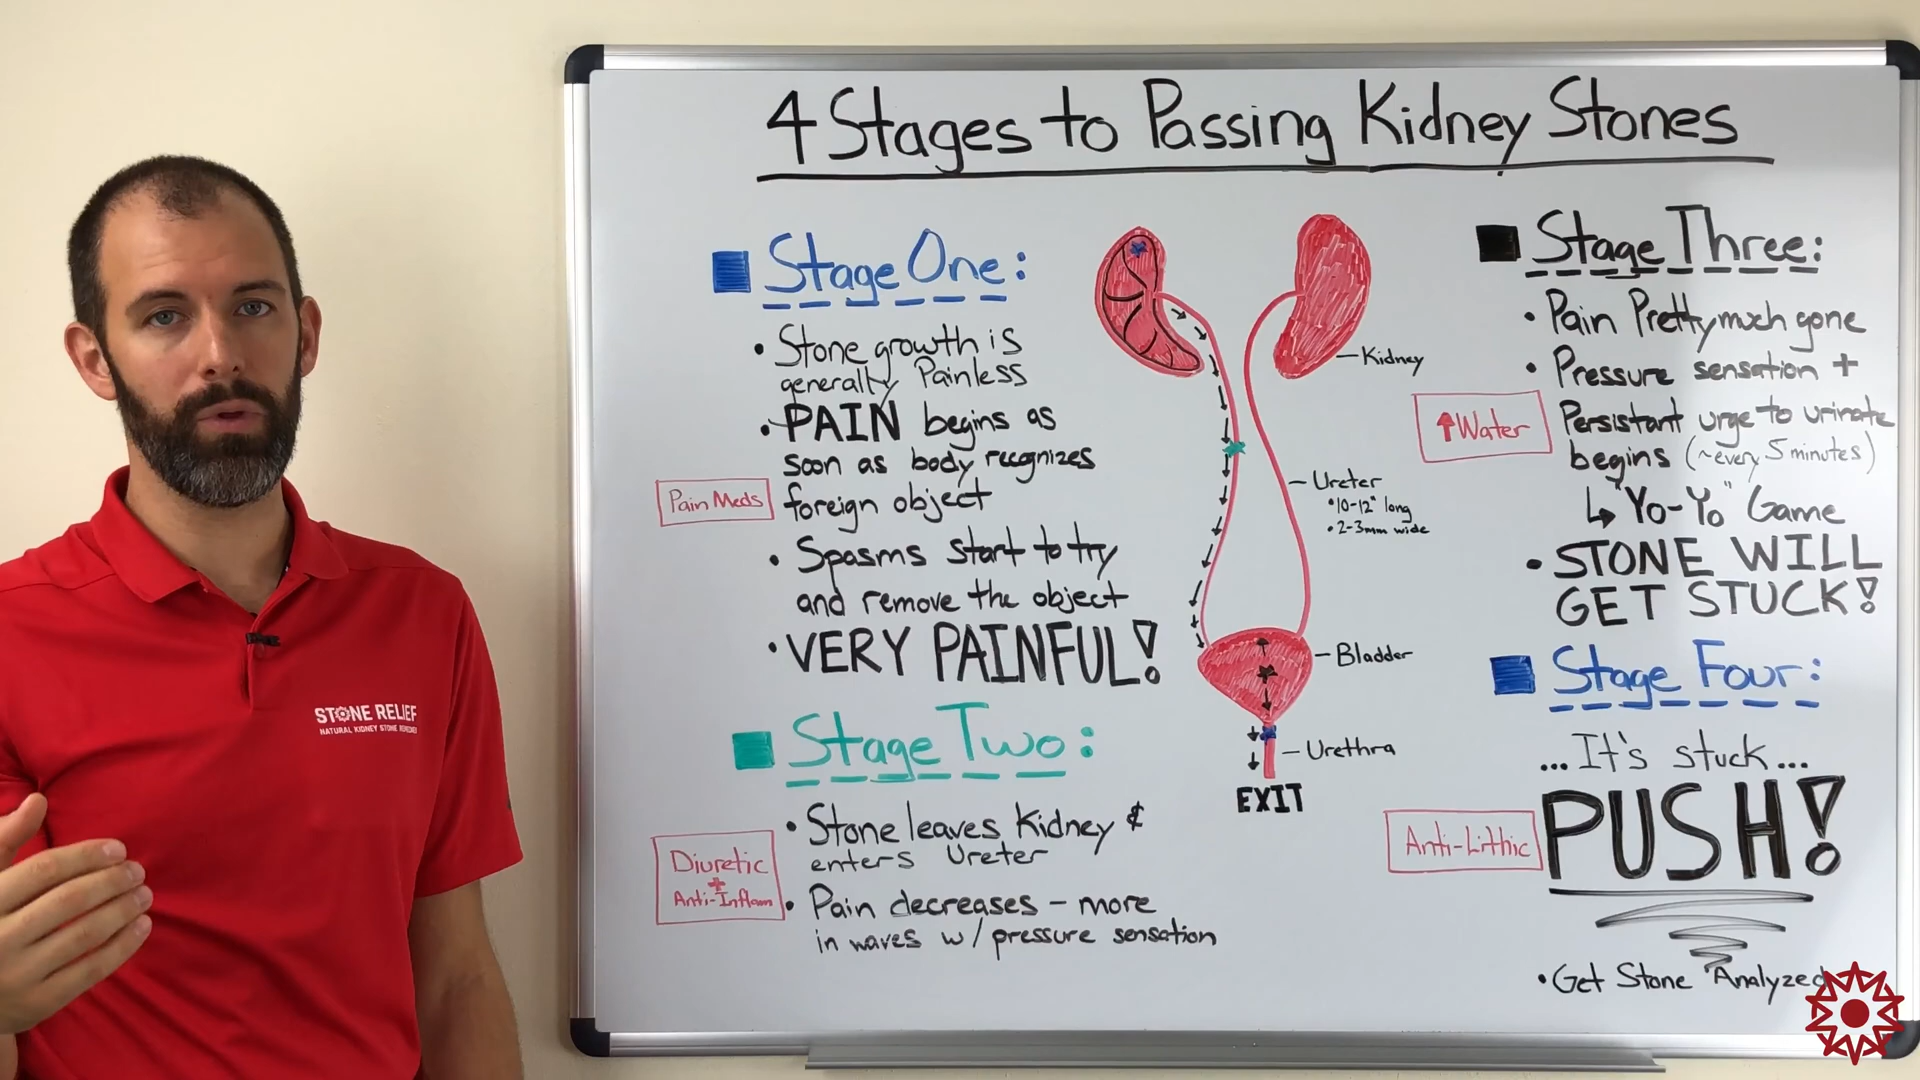 4 Stages to Passing Kidney Stones
Stage One:
• Stone growth is
generally Painless
• PAIN begins as
soon as body recognizes
foreign object
Pain Meds
• Spasms start to try
and remove the object
• VERY PAINFUL!
Stage Two:
• Stone leaves Kidney &
enters Ureter
Diuretic
+
Anti-Inflam
• Pain decreases - more
in waves w/ pressure sensation
Kidney
Ureter
• 10-12" long
• 2-3mm wide
Bladder
Urethra
EXIT
Stage Three:
• Pain Pretty much gone
• Pressure sensation +
Persistant urge to urinate
begins (~every 5 minutes)
↑Water
↳ "Yo-Yo" Game
• STONE WILL
GET STUCK!
Stage Four:
...It's stuck...
PUSH!
Anti-Lithic
• Get Stone Analyzed
STONE RELIEF
NATURAL KIDNEY STONE REMEDIES